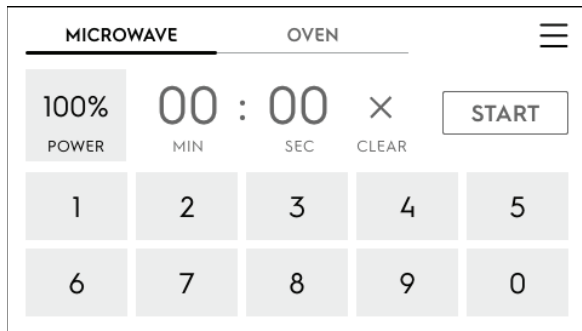 MICROWAVE OVEN
100% 00 : 00 × START
POWER MIN SEC CLEAR
1 2 3 4 5
6 7 8 9 0